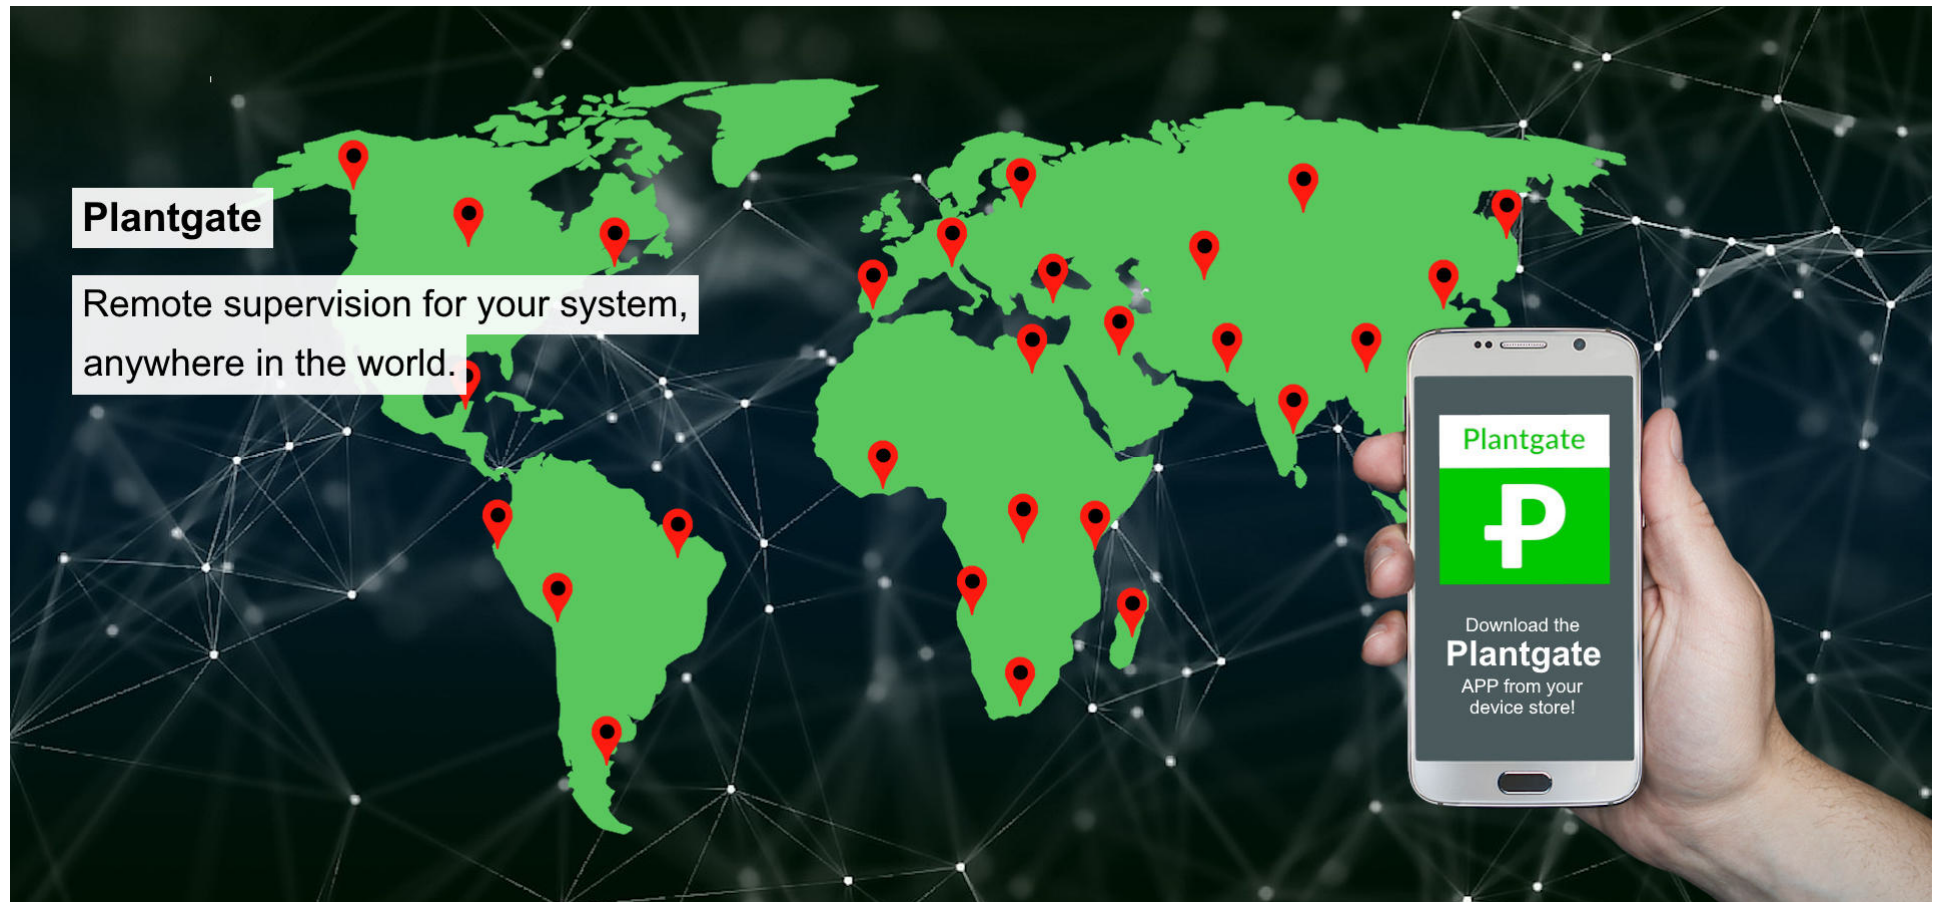 Plantgate
Remote supervision for your system,
anywhere in the world.
Plantgate
P
Download the
Plantgate
APP from your
device store!